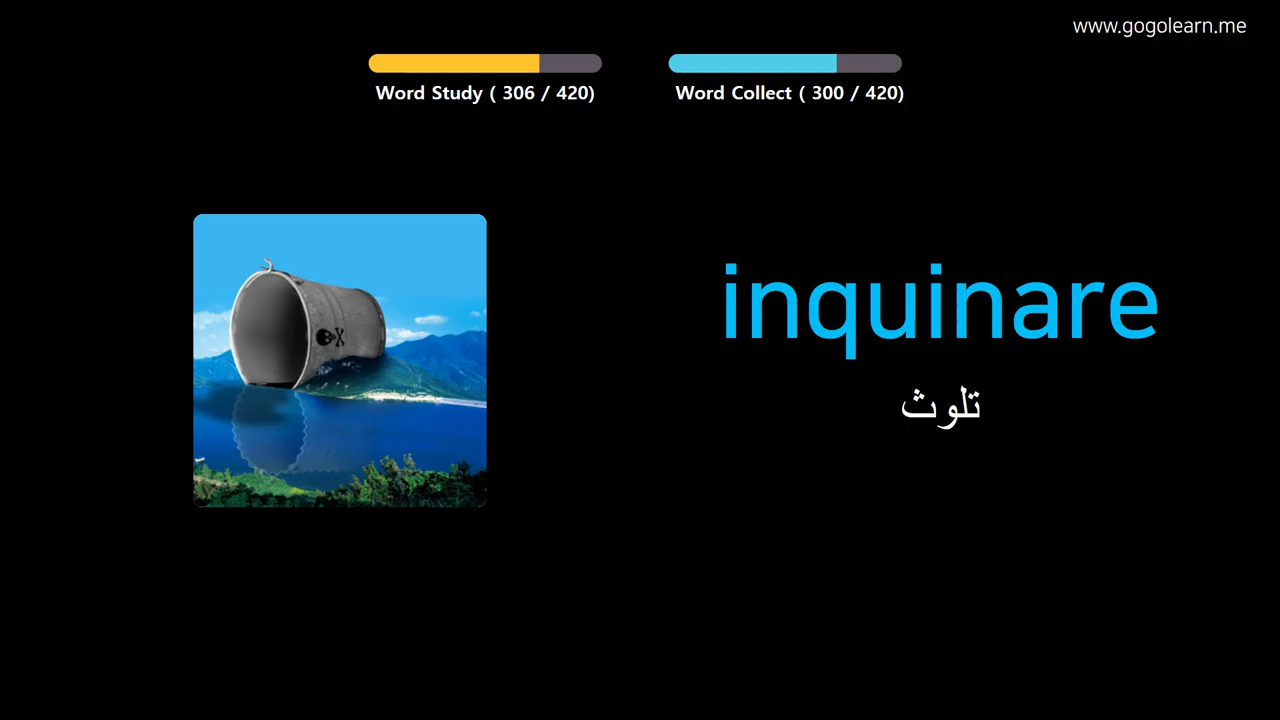 www.gogolearn.me
Word Study ( 306 / 420)
Word Collect ( 300 / 420)
inquinare
تلوث